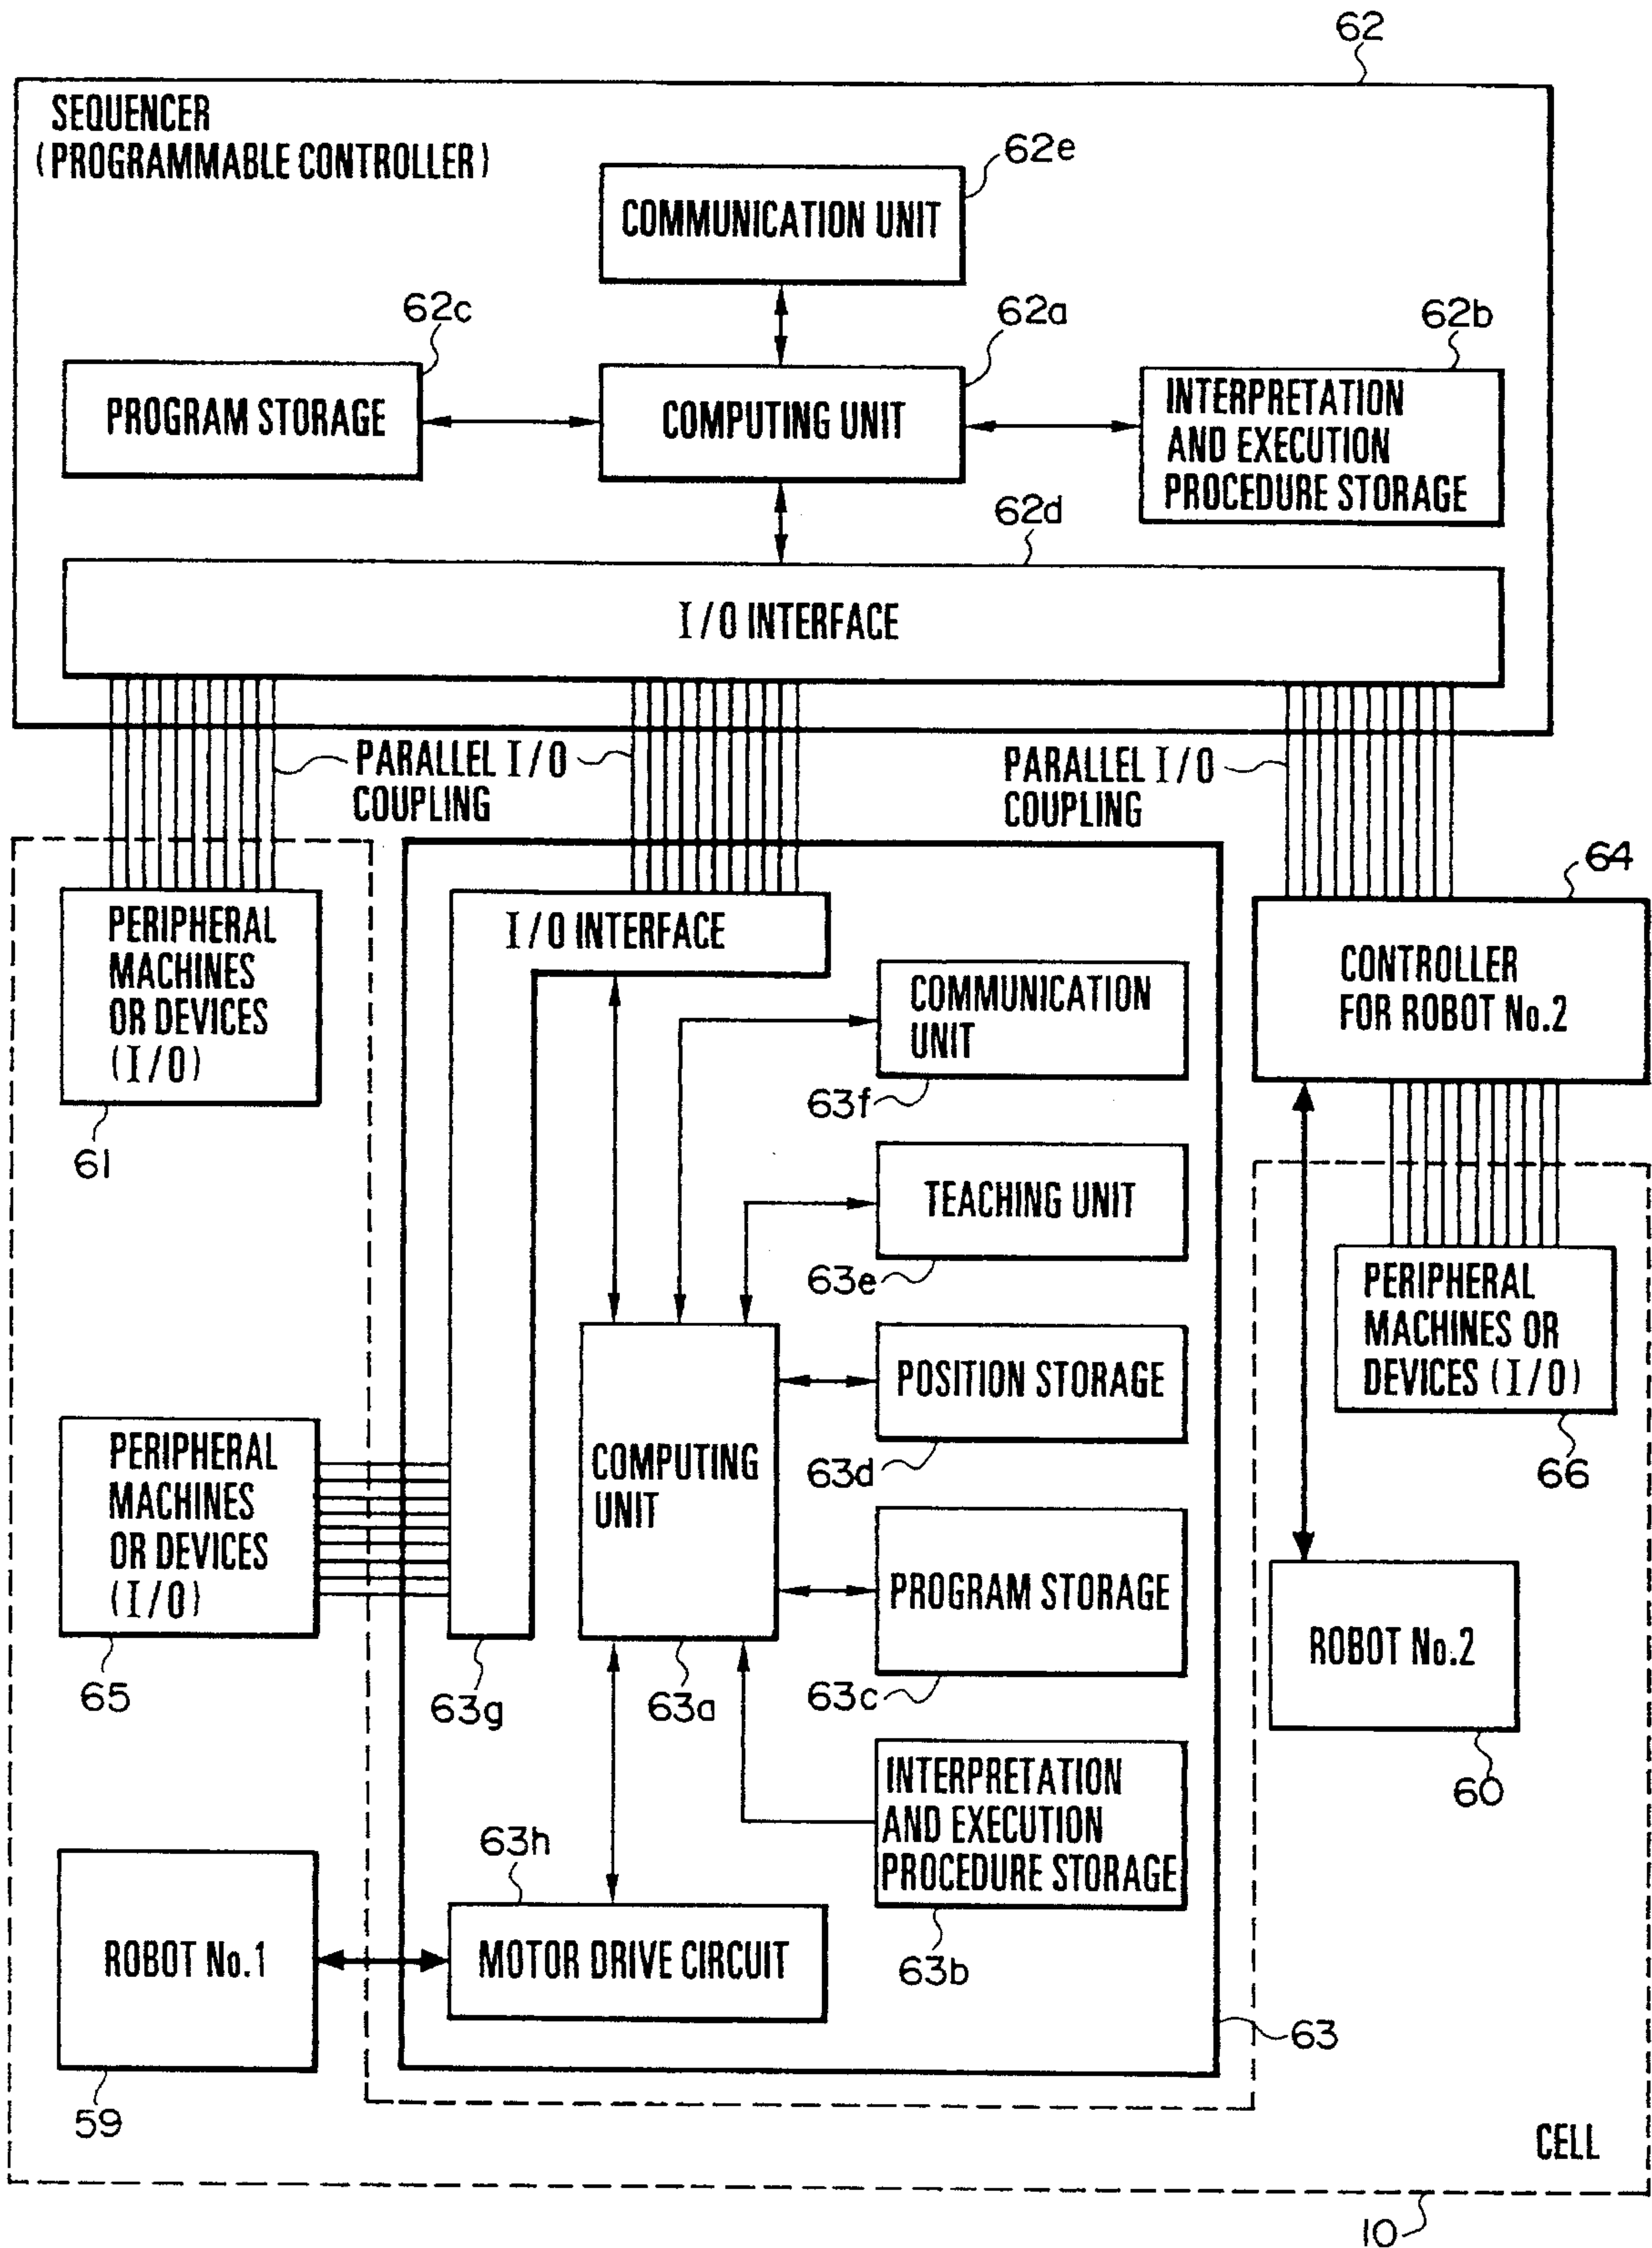 62
SEQUENCER
(PROGRAMMABLE CONTROLLER)
62e
COMMUNICATION UNIT
62c
62a
62b
PROGRAM STORAGE
COMPUTING UNIT
INTERPRETATION
AND EXECUTION
PROCEDURE STORAGE
62d
I/O INTERFACE
PARALLEL I/O
COUPLING
PARALLEL I/O
COUPLING
64
PERIPHERAL
MACHINES
OR DEVICES
(I/O)
61
I/O INTERFACE
CONTROLLER
FOR ROBOT No.2
COMMUNICATION
UNIT
63f
TEACHING UNIT
63e
POSITION STORAGE
63d
PERIPHERAL
MACHINES OR
DEVICES (I/O)
66
PERIPHERAL
MACHINES
OR DEVICES
(I/O)
65
COMPUTING
UNIT
PROGRAM STORAGE
63g
63a
63c
ROBOT No.2
60
INTERPRETATION
AND EXECUTION
PROCEDURE STORAGE
63b
63h
ROBOT No.1
MOTOR DRIVE CIRCUIT
63
59
CELL
10